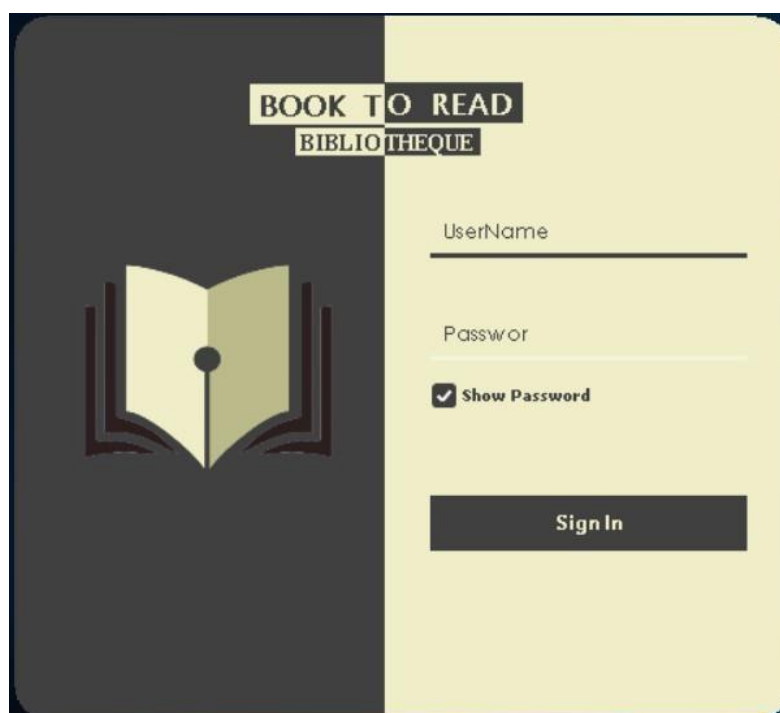 BOOK TO READ
BIBLIOTHEQUE
UserName
Passwor
Show Password
Sign In